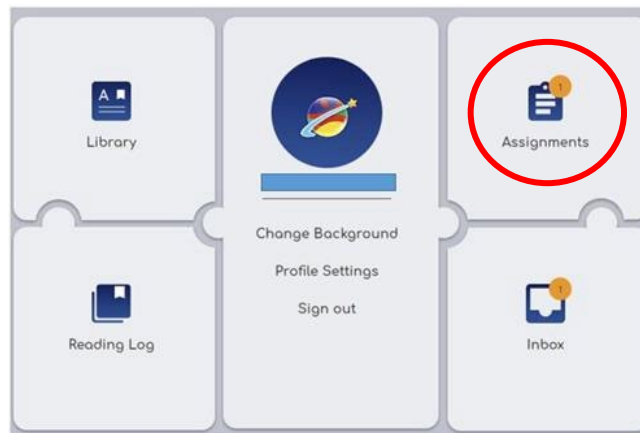 A
Library
1
Assignments
Change Background
Profile Settings
Sign out
Reading Log
1
Inbox